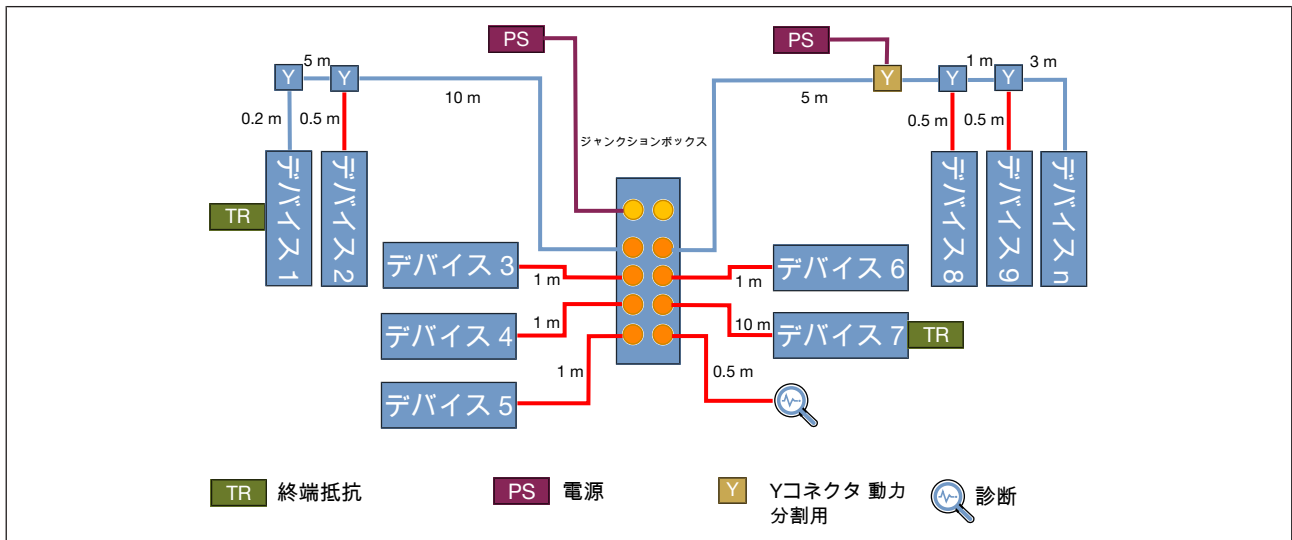 PS
PS
5 m
1 m
3 m
Y
Y
Y
Y
Y
10 m
5 m
0.2 m
0.5 m
0.5 m
0.5 m
ジャンクションボックス
デバイス 1
デバイス 2
デバイス 8
デバイス 9
デバイス n
TR
デバイス 3
1 m
デバイス 6
1 m
デバイス 4
1 m
デバイス 7
10 m
TR
デバイス 5
1 m
0.5 m
TR 終端抵抗
PS 電源
Y Yコネクタ 動力
分割用
診断